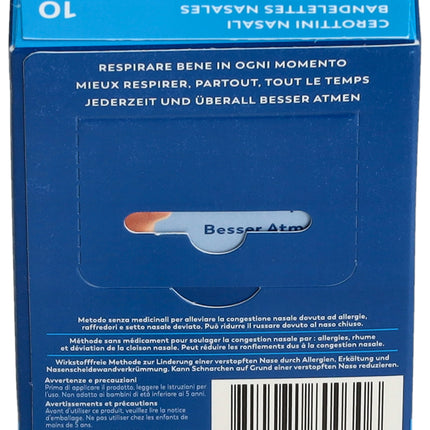 CEROTTINI NASALI
BANDELETTES NASALES
10
RESPIRARE BENE IN OGNI MOMENTO
MIEUX RESPIRER, PARTOUT, TOUT LE TEMPS
JEDERZEIT UND ÜBERALL BESSER ATMEN
Besser Atm
Metodo senza medicinali per alleviare la congestione nasale dovuta ad allergie,
raffredori e setto nasale deviato. Può ridurre il russare dovuto al naso chiuso.
Méthode sans médicament pour soulager la congestion nasale par : allergies, rhume
et déviation de la cloison nasale. Peut réduire les ronflements dus à la congestion nasale.
Wirkstofffreie Methode zur Linderung einer verstopften Nase durch Allergien, Erkältung und
Nasenscheidewandverkrümmung. Kann Schnarchen auf Grund einer verstopften Nase reduzieren.
Avvertenze e precauzioni
Prima di applicare il prodotto, leggere le istruzioni per
l'uso. Non adatto ai bambini di età inferiore ai 5 anni.
Avertissements et précautions
Avant d'utiliser ce produit, veuillez lire la notice
d'emballage. Ne convient pas aux enfants de
moins de 5 ans.